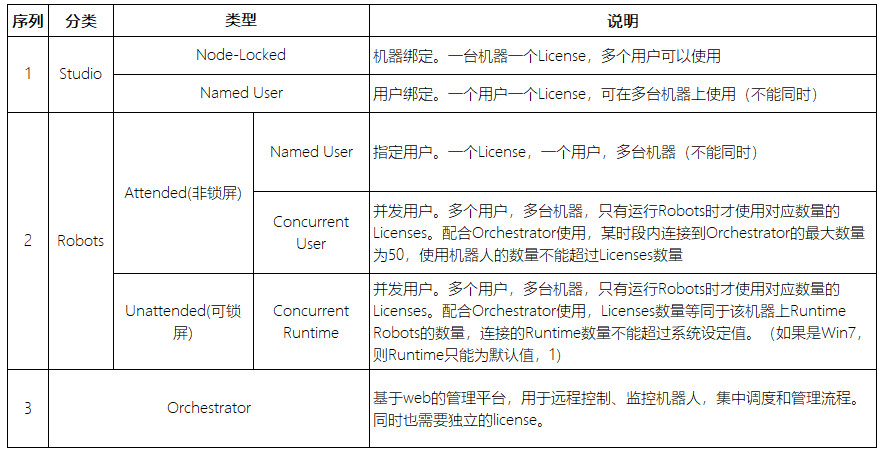 序列 分类 类型 说明
1 Studio Node-Locked 机器绑定。一台机器一个License，多个用户可以使用
Named User 用户绑定。一个用户一个License，可在多台机器上使用（不能同时）
2 Robots Attended(非锁屏) Named User 指定用户。一个License，一个用户，多台机器（不能同时）
Concurrent
User
并发用户。多个用户，多台机器，只有运行Robots时才使用对应数量的
Licenses。配合Orchestrator使用，某时段内连接到Orchestrator的最大数量
为50，使用机器人的数量不能超过Licenses数量
Unattended(可锁
屏)
Concurrent
Runtime
并发用户。多个用户，多台机器，只有运行Robots时才使用对应数量的
Licenses。配合Orchestrator使用，Licenses数量等同于该机器上Runtime
Robots的数量，连接的Runtime数量不能超过系统设定值。（如果是Win7，
则Runtime只能为默认值，1)
3 Orchestrator
基于web的管理平台，用于远程控制、监控机器人，集中调度和管理流程。
同时也需要独立的license。